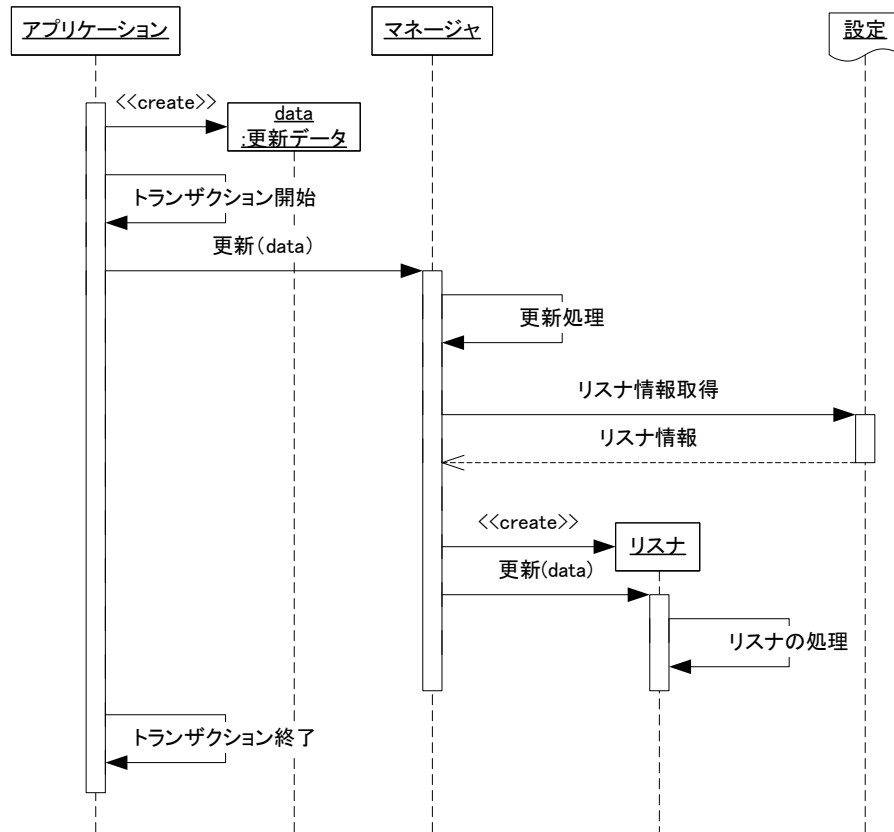 アプリケーション
マネージャ
設定
<<create>>
data
:更新データ
トランザクション開始
更新(data)
更新処理
リスナ情報取得
リスナ情報
<<create>>
リスナ
更新(data)
リスナの処理
トランザクション終了